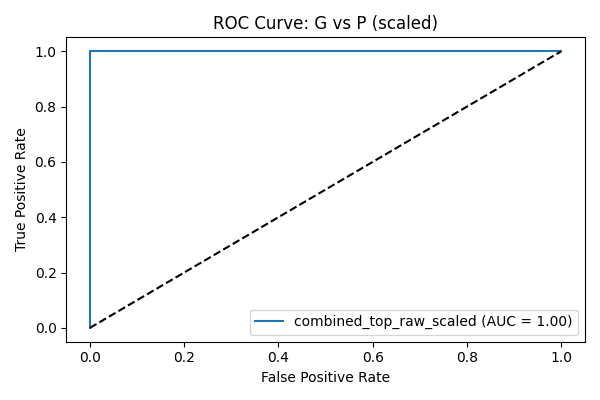 ROC Curve: G vs P (scaled)
True Positive Rate
1.0
0.8
0.6
0.4
0.2
0.0
combined_top_raw_scaled (AUC = 1.00)
0.0 0.2 0.4 0.6 0.8 1.0
False Positive Rate